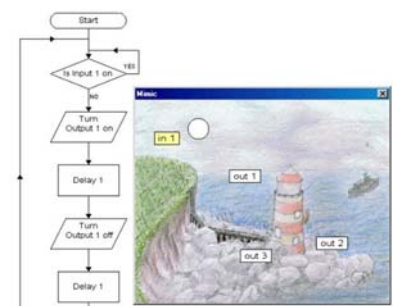 Start
Is Input 1 on
YES
NO
Turn
Output 1 on
Delay 1
Turn
Output 1 off
Delay 1
Mimic
in 1
out 1
out 2
out 3